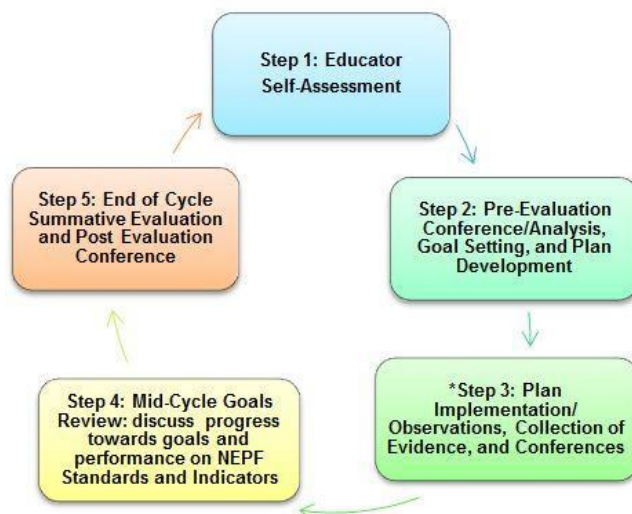 Step 1: Educator
Self-Assessment
Step 2: Pre-Evaluation
Conference/Analysis,
Goal Setting, and Plan
Development
*Step 3: Plan
Implementation/
Observations, Collection of
Evidence, and Conferences
Step 4: Mid-Cycle Goals
Review: discuss progress
towards goals and
performance on NEPF
Standards and Indicators
Step 5: End of Cycle
Summative Evaluation
and Post Evaluation
Conference